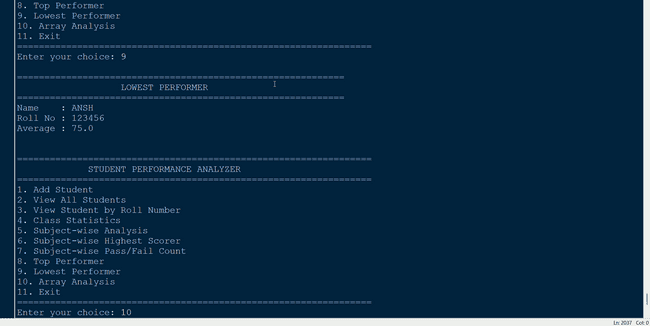 8. Top Performer
9. Lowest Performer
10. Array Analysis
11. Exit
=================================================================
Enter your choice: 9
============================================================
LOWEST PERFORMER
============================================================
Name    : ANSH
Roll No : 123456
Average : 75.0
=================================================================
STUDENT PERFORMANCE ANALYZER
=================================================================
1. Add Student
2. View All Students
3. View Student by Roll Number
4. Class Statistics
5. Subject-wise Analysis
6. Subject-wise Highest Scorer
7. Subject-wise Pass/Fail Count
8. Top Performer
9. Lowest Performer
10. Array Analysis
11. Exit
=================================================================
Enter your choice: 10
Ln: 2037 Col: 0